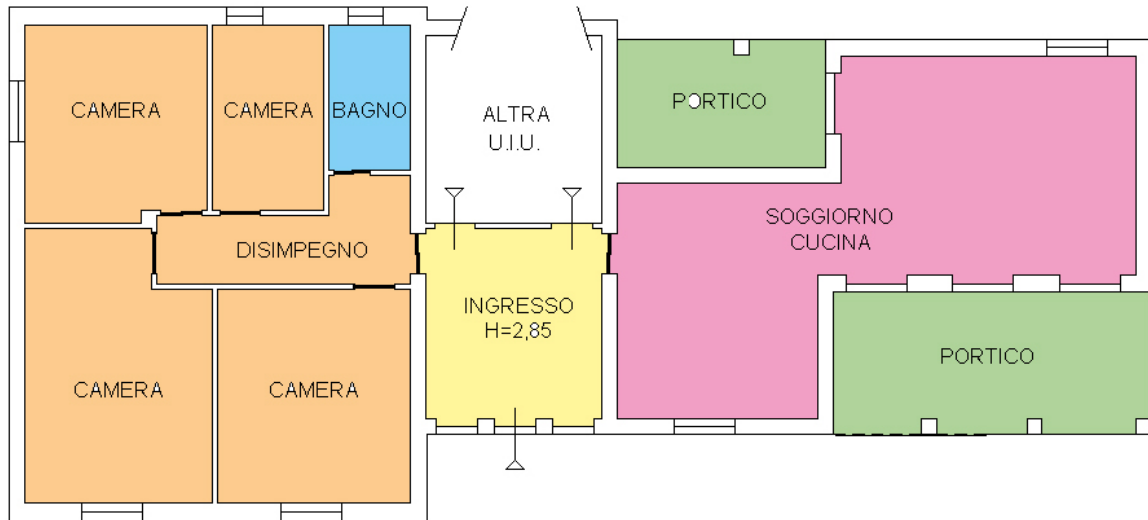 CAMERA
CAMERA
BAGNO
ALTRA
U.I.U.
PORTICO
SOGGIORNO
CUCINA
DISIMPEGNO
INGRESSO
H=2,85
PORTICO
CAMERA
CAMERA